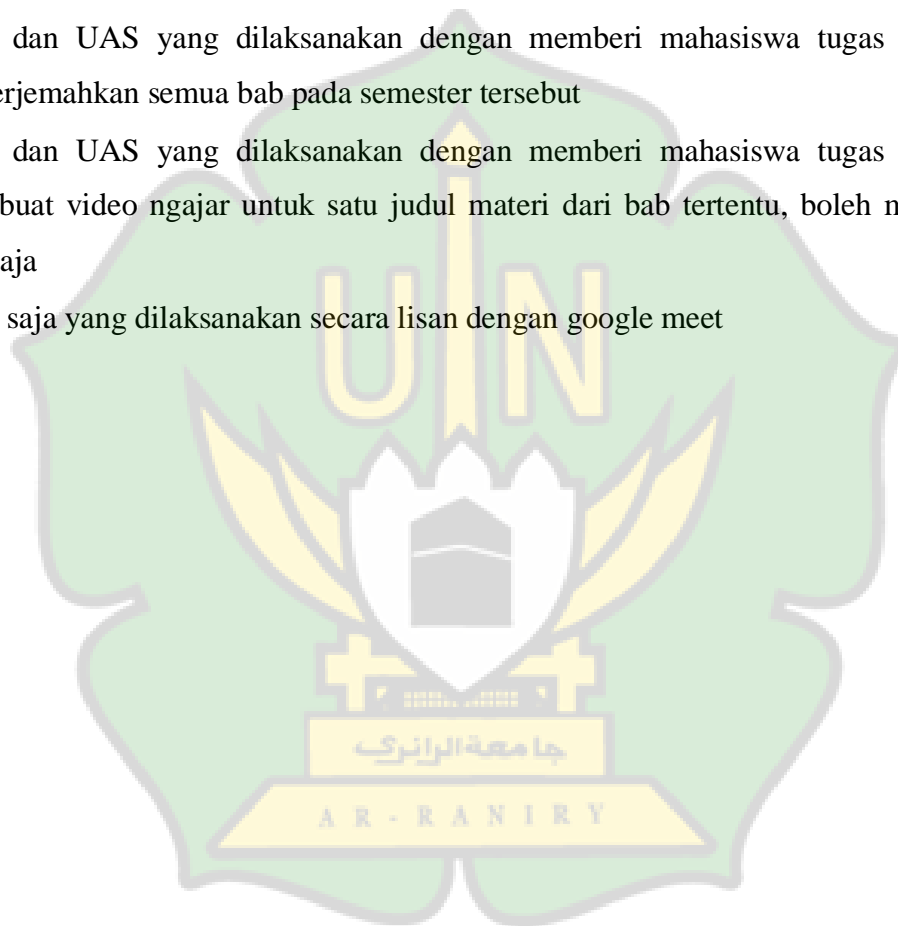 dan UAS yang dilaksanakan dengan memberi mahasiswa tugas
erjemahkan semua bab pada semester tersebut
dan UAS yang dilaksanakan dengan memberi mahasiswa tugas
buat video ngajar untuk satu judul materi dari bab tertentu, boleh
aja
saja yang dilaksanakan secara lisan dengan google meet
UIN
جامعة الرانري
AR-RANIRY